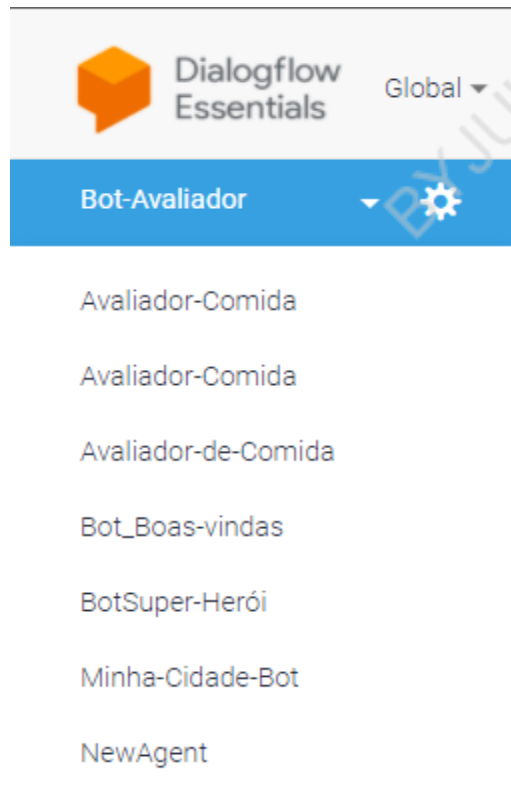 Dialogflow
Essentials
Global
Bot-Avaliador
Avaliador-Comida
Avaliador-Comida
Avaliador-de-Comida
Bot_Boas-vindas
BotSuper-Herói
Minha-Cidade-Bot
NewAgent